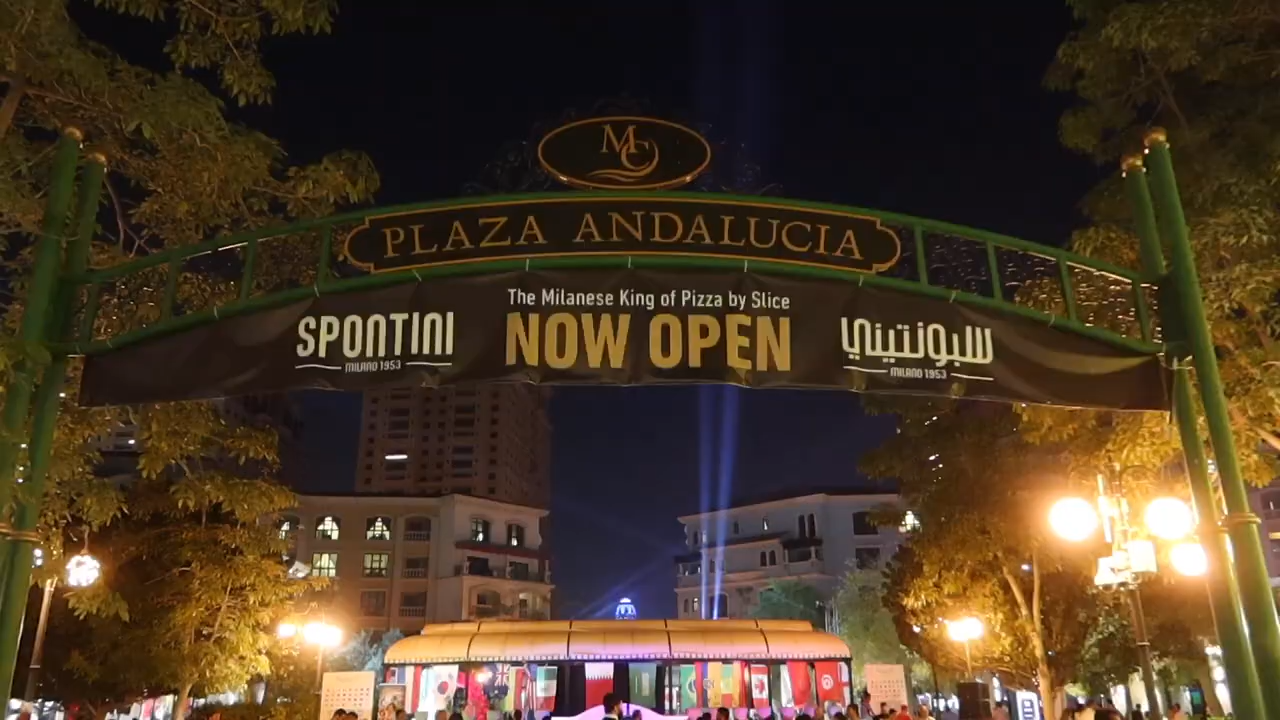 MC
PLAZA ANDALUCIA
The Milanese King of Pizza by Slice
SPONTINI
NOW OPEN
سبونتيني
MILANO 1953
MILANO 1953